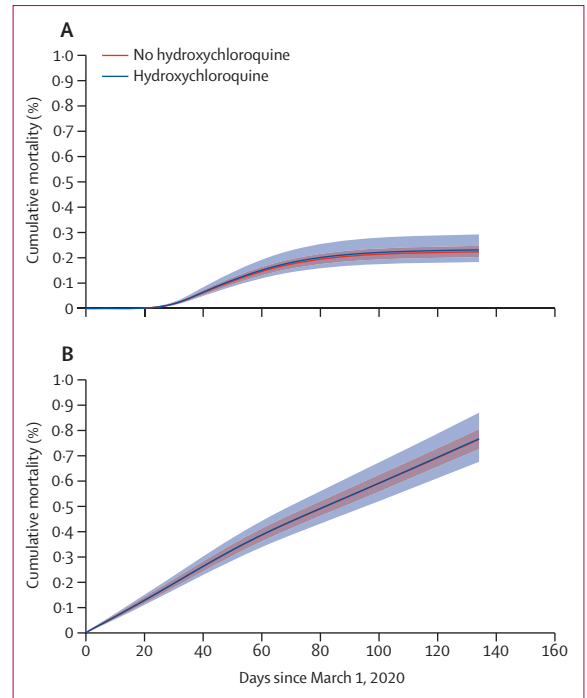 A
No hydroxychloroquine
Hydroxychloroquine
Cumulative mortality (%)
1·0
0·9
0·8
0·7
0·6
0·5
0·4
0·3
0·2
0·1
0
B
Cumulative mortality (%)
1·0
0·9
0·8
0·7
0·6
0·5
0·4
0·3
0·2
0·1
0
0 20 40 60 80 100 120 140 160
Days since March 1, 2020